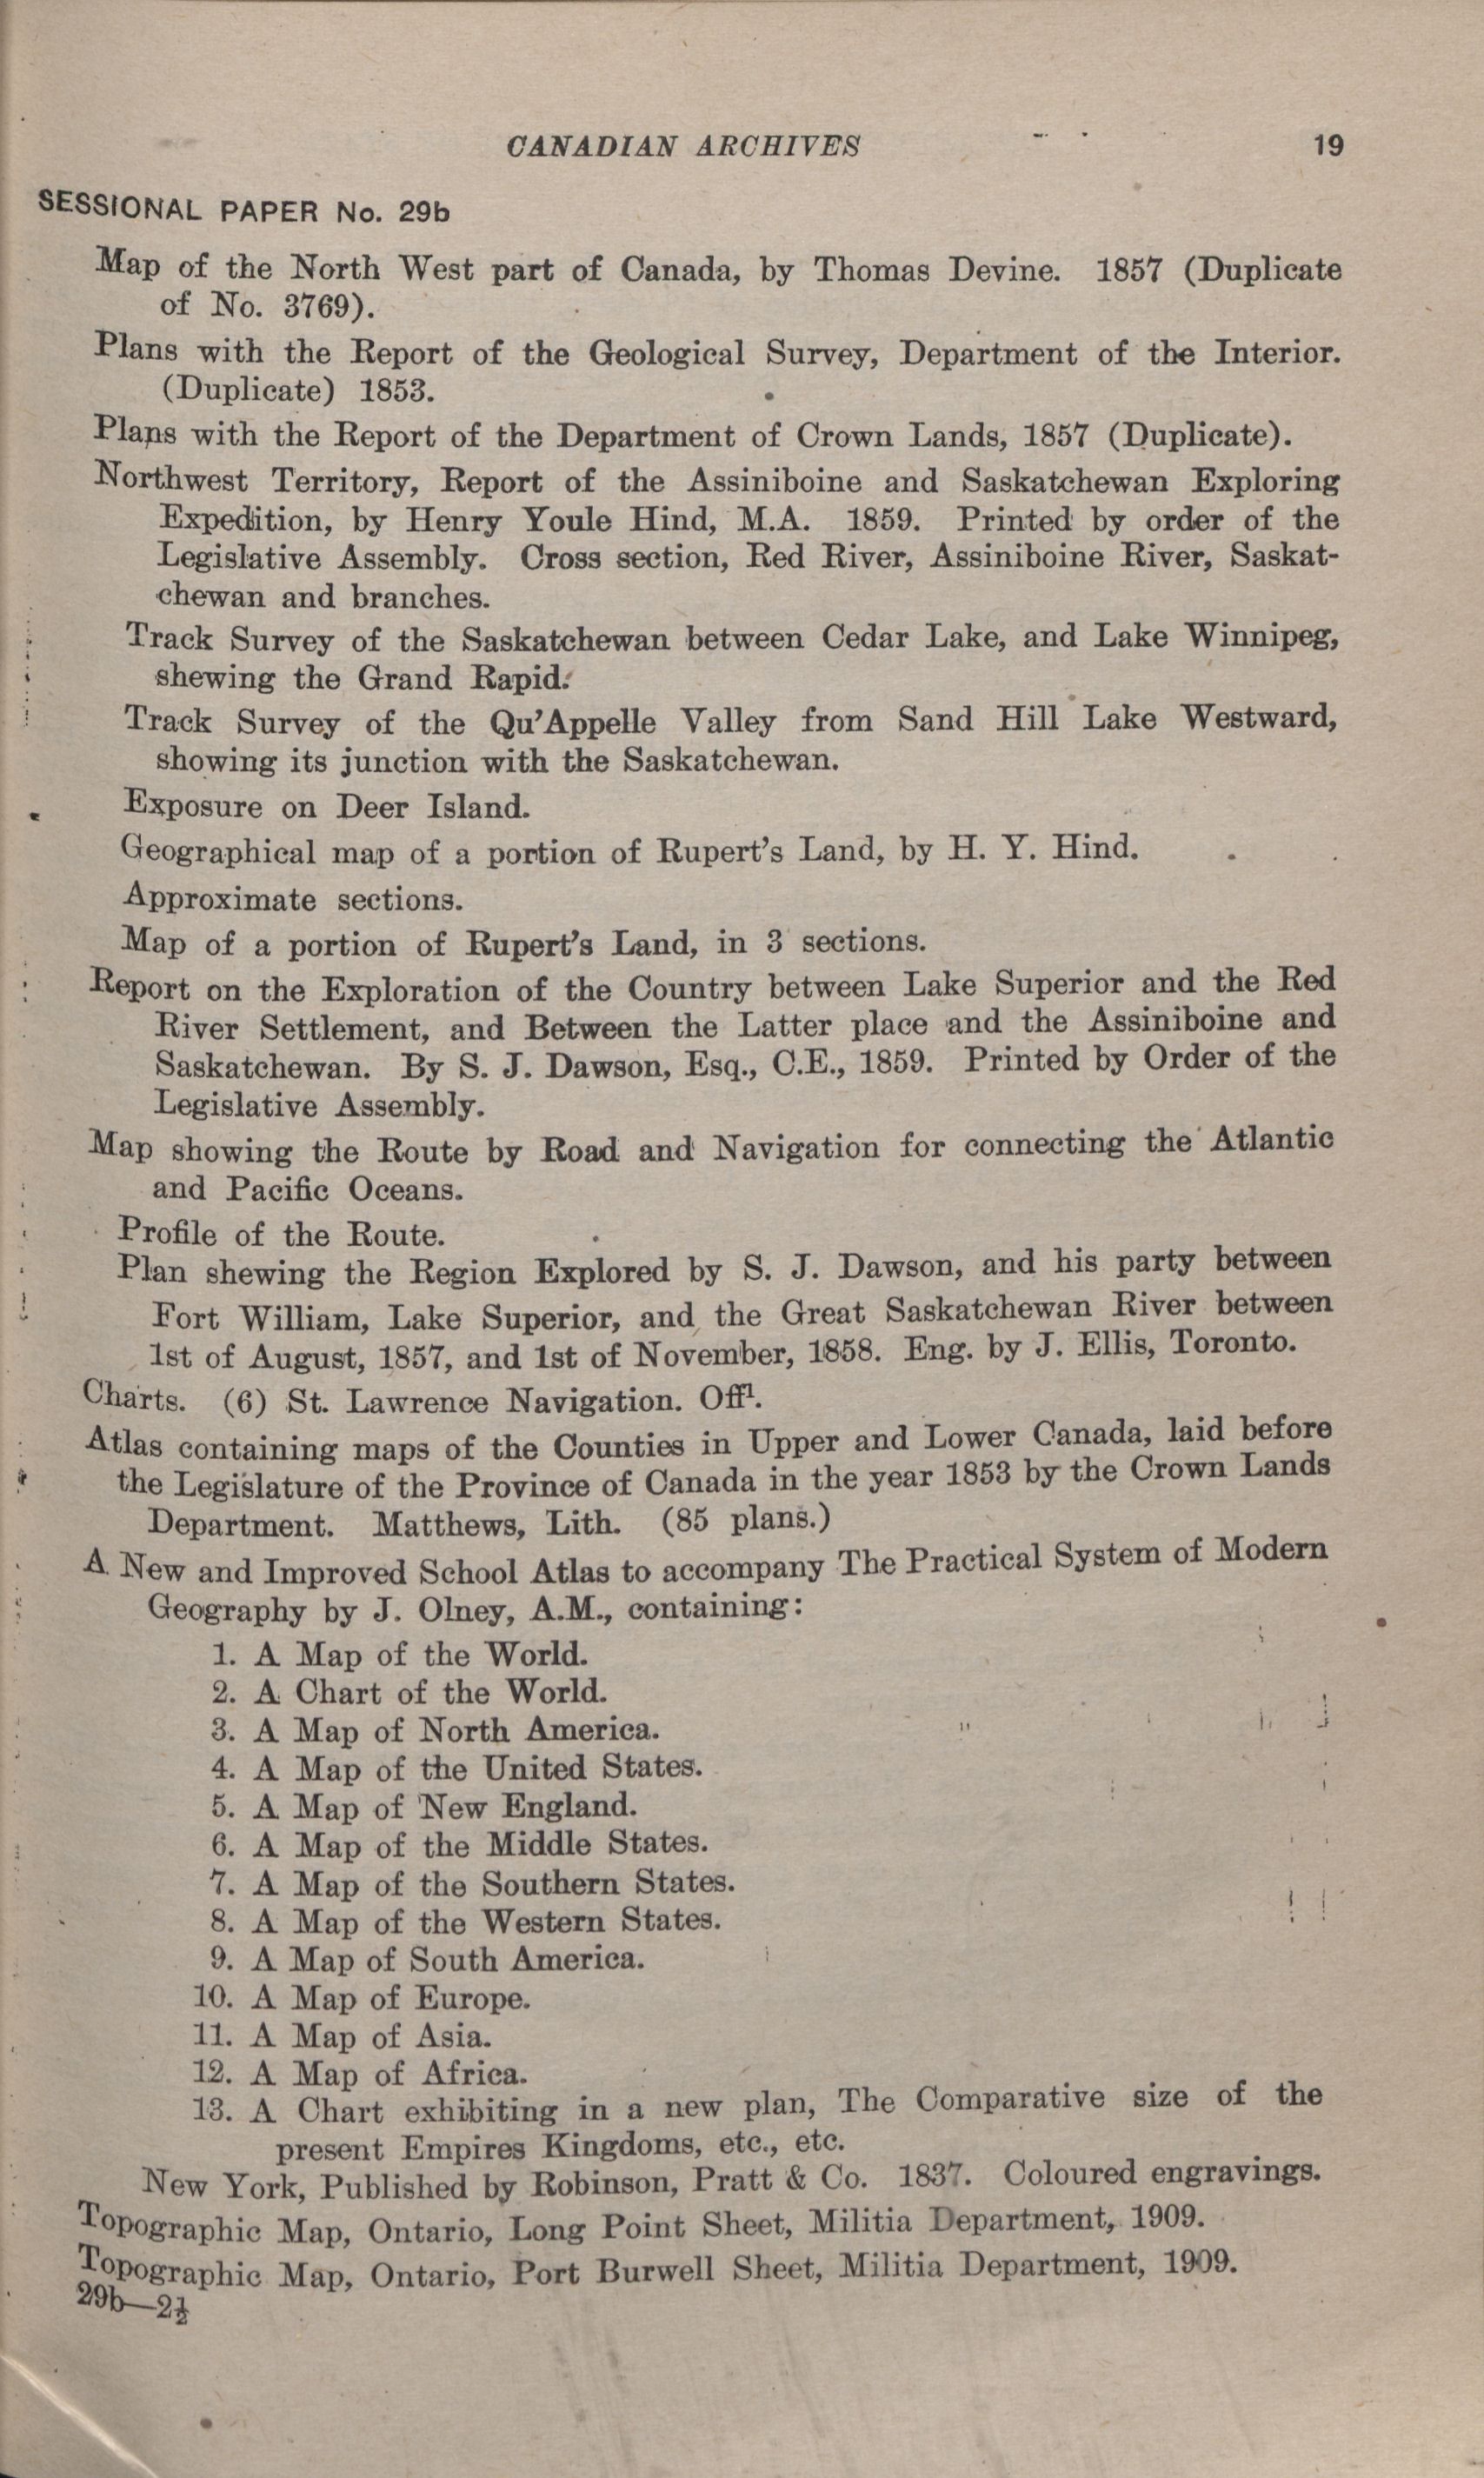 CANADIAN ARCHIVES 19
SESSIONAL PAPER No. 29b
Map of the North West part of Canada, by Thomas Devine. 1857 (Duplicate
of No. 3769).
Plans with the Report of the Geological Survey, Department of the Interior.
(Duplicate) 1853.
Plans with the Report of the Department of Crown Lands, 1857 (Duplicate).
Northwest Territory, Report of the Assiniboine and Saskatchewan Exploring
Expedition, by Henry Youle Hind, M.A. 1859. Printed by order of the
Legislative Assembly. Cross section, Red River, Assiniboine River, Saskat-
chewan and branches.
Track Survey of the Saskatchewan between Cedar Lake, and Lake Winnipeg,
shewing the Grand Rapid.
Track Survey of the Qu'Appelle Valley from Sand Hill Lake Westward,
showing its junction with the Saskatchewan.
Exposure on Deer Island.
Geographical map of a portion of Rupert's Land, by H. Y. Hind.
Approximate sections.
Map of a portion of Rupert's Land, in 3 sections.
Report on the Exploration of the Country between Lake Superior and the Red
River Settlement, and Between the Latter place and the Assiniboine and
Saskatchewan. By S. J. Dawson, Esq., C.E., 1859. Printed by Order of the
Legislative Assembly.
Map showing the Route by Road and Navigation for connecting the Atlantic
and Pacific Oceans.
Profile of the Route.
Plan shewing the Region Explored by S. J. Dawson, and his party between
Fort William, Lake Superior, and the Great Saskatchewan River between
1st of August, 1857, and 1st of November, 1858. Eng. by J. Ellis, Toronto.
Charts. (6) St. Lawrence Navigation. Offˡ.
Atlas containing maps of the Counties in Upper and Lower Canada, laid before
the Legislature of the Province of Canada in the year 1853 by the Crown Lands
Department. Matthews, Lith. (85 plans.)
A New and Improved School Atlas to accompany The Practical System of Modern
Geography by J. Olney, A.M., containing:
1. A Map of the World.
2. A Chart of the World.
3. A Map of North America.
4. A Map of the United States.
5. A Map of New England.
6. A Map of the Middle States.
7. A Map of the Southern States.
8. A Map of the Western States.
9. A Map of South America.
10. A Map of Europe.
11. A Map of Asia.
12. A Map of Africa.
13. A Chart exhibiting in a new plan, The Comparative size of the
present Empires Kingdoms, etc., etc.
New York, Published by Robinson, Pratt & Co. 1837. Coloured engravings.
Topographic Map, Ontario, Long Point Sheet, Militia Department, 1909.
Topographic Map, Ontario, Port Burwell Sheet, Militia Department, 1909.
29b—2½